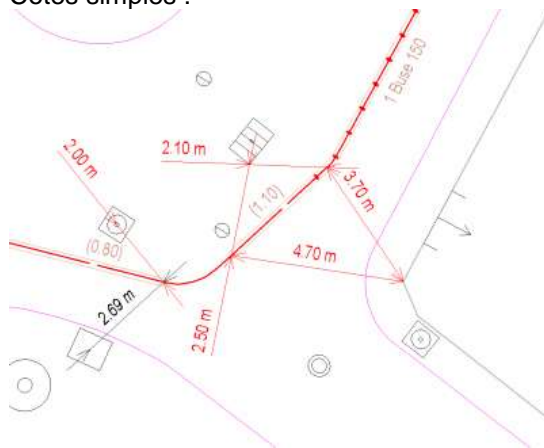 Cotes simples :
1 Buse 150
2.10 m
2.00 m
(1.10)
3.70 m
(0.80)
4.70 m
2.69 m
2.50 m